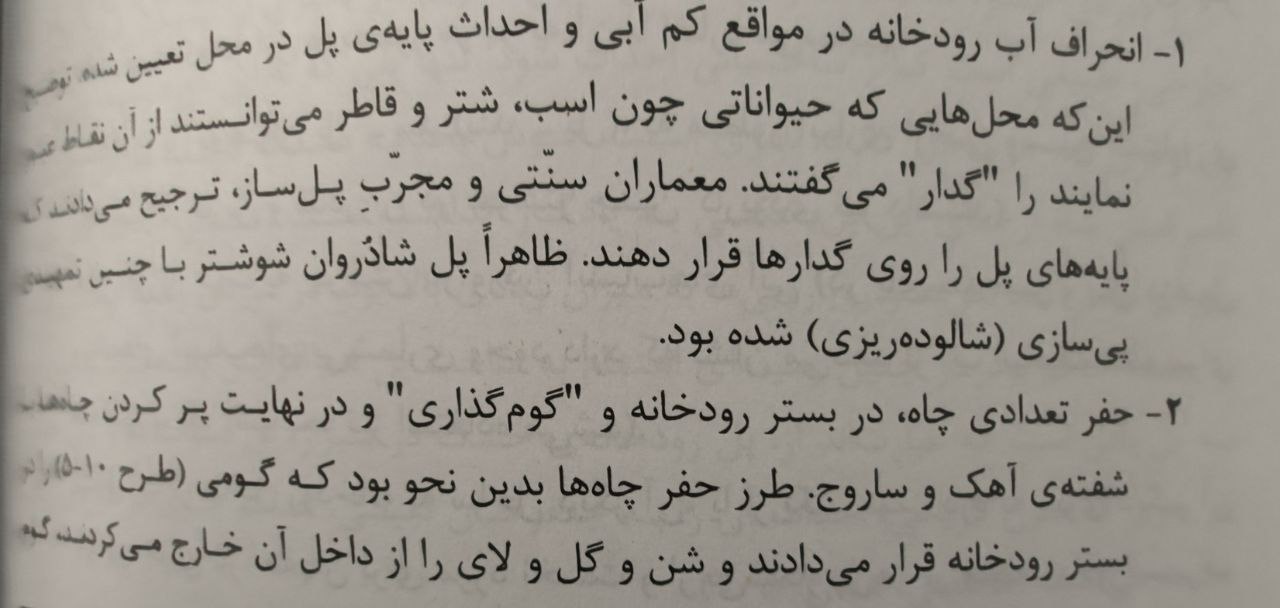 ۱- انحراف آب رودخانه در مواقع کم آبی و احداث پایه‌ی پل در محل تعیین شده. توضیح
این‌که محل‌هایی که حیواناتی چون اسب، شتر و قاطر می‌توانستند از آن نقاط
نمایند را "گدار" می‌گفتند. معماران سنّتی و مجرّبِ پل‌ساز، ترجیح می‌دادند
پایه‌های پل را روی گدارها قرار دهند. ظاهراً پل شادُروان شوشتر با چنین تمهیدی
پی‌سازی (شالوده‌ریزی) شده بود.
۲- حفر تعدادی چاه، در بستر رودخانه و "گوم‌گذاری" و در نهایت پر کردن چاه‌ها
شفته‌ی آهک و ساروج. طرز حفر چاه‌ها بدین نحو بود که گومی (طرح ۱۰-۵) را در
بستر رودخانه قرار می‌دادند و شن و گل و لای را از داخل آن خارج می‌کردند،